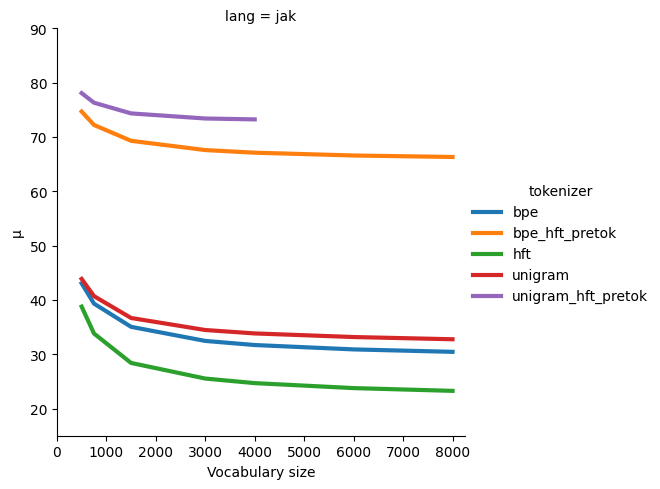 lang = jak
90
80
70
60
50
40
30
20
μ
0 1000 2000 3000 4000 5000 6000 7000 8000
Vocabulary size
tokenizer
bpe
bpe_hft_pretok
hft
unigram
unigram_hft_pretok